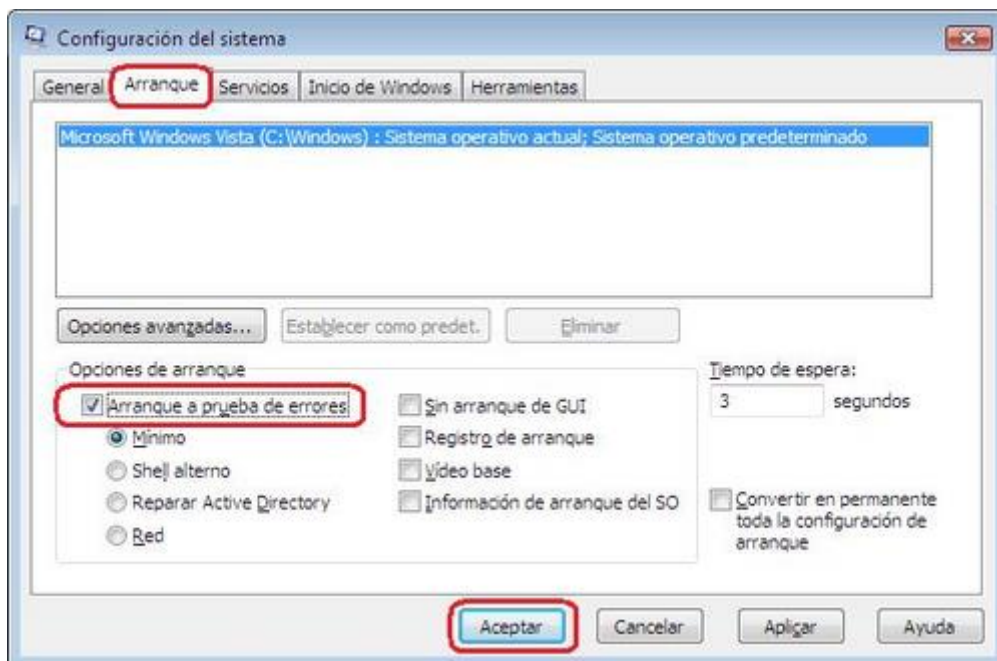 Configuración del sistema
General Arranque Servicios Inicio de Windows Herramientas
Microsoft Windows Vista (C:\Windows) : Sistema operativo actual; Sistema operativo predeterminado
Opciones avanzadas... Establecer como predet. Eliminar
Opciones de arranque
Tiempo de espera:
Arranque a prueba de errores
Sin arranque de GUI
3 segundos
Mínimo
Registro de arranque
Shell alterno
Vídeo base
Reparar Active Directory
Información de arranque del SO
Convertir en permanente
toda la configuración de
arranque
Red
Aceptar Cancelar Aplicar Ayuda